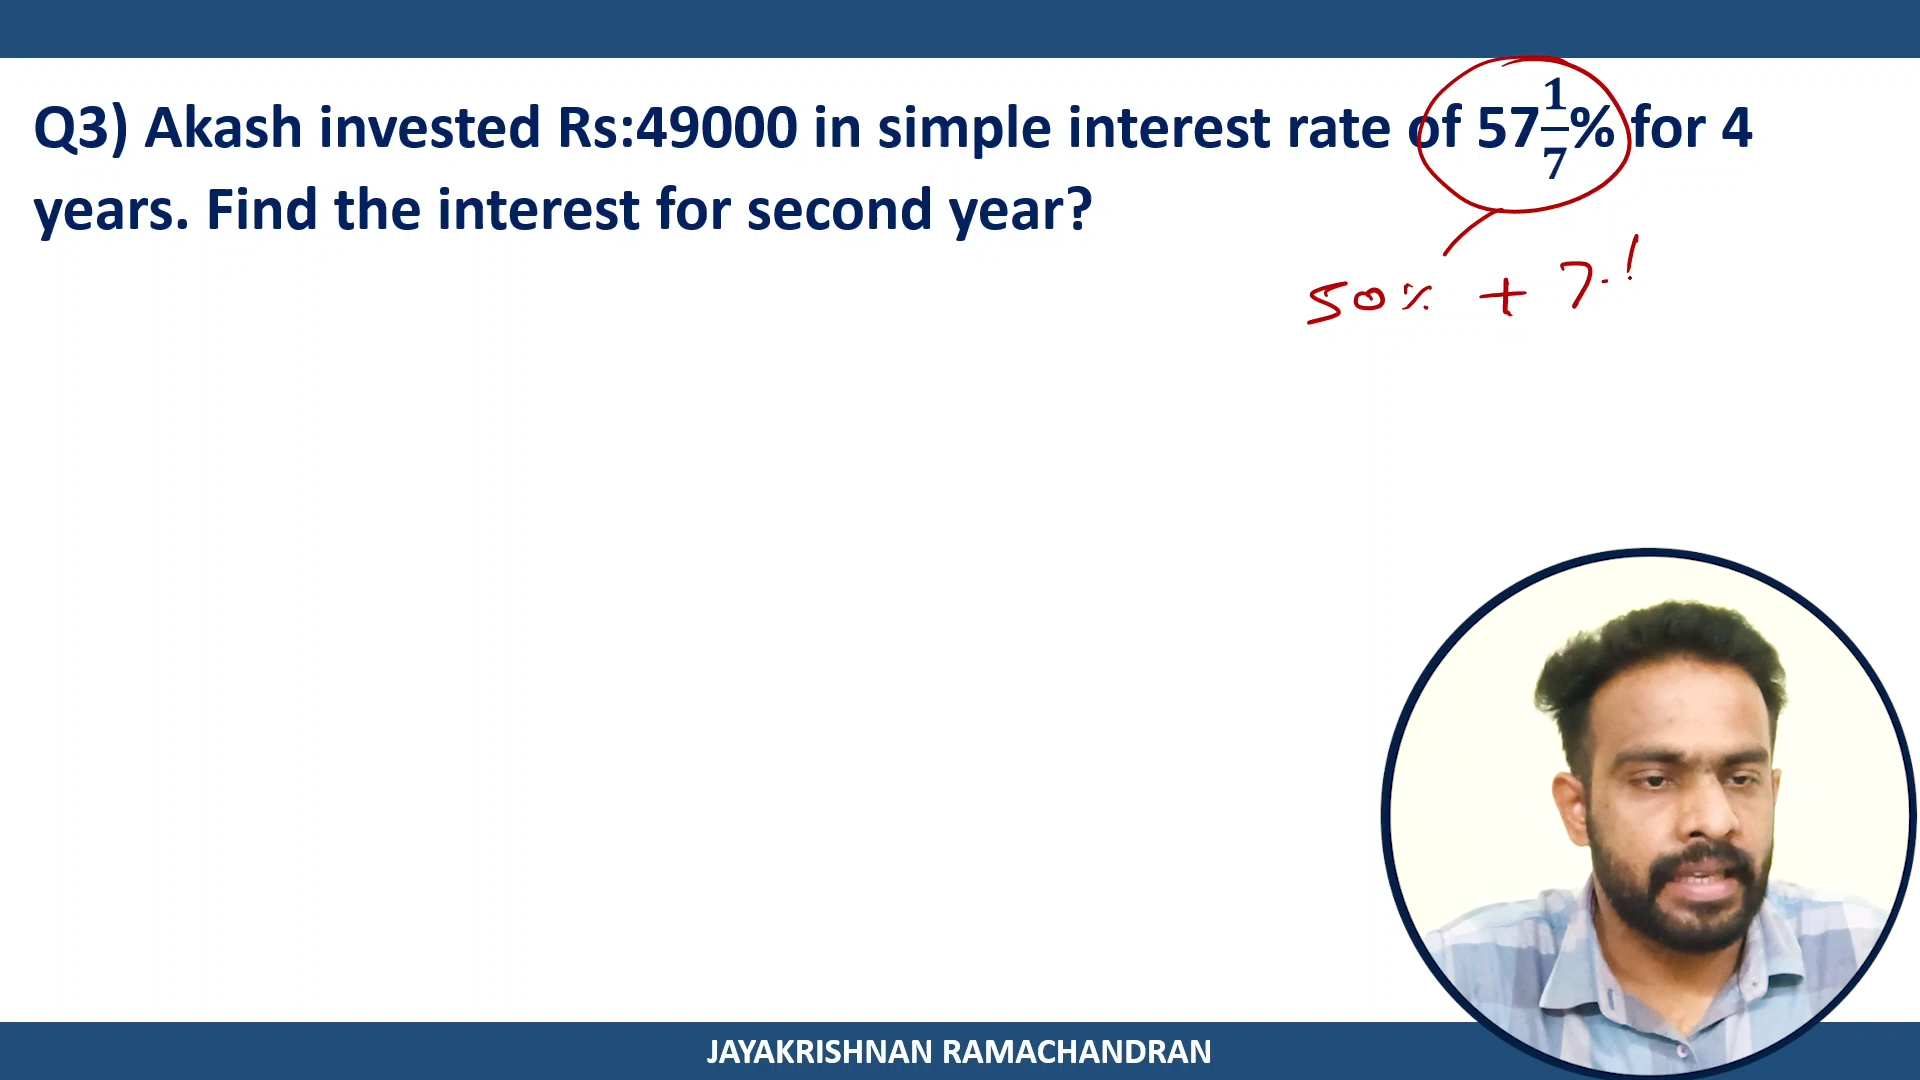 Q3) Akash invested Rs:49000 in simple interest rate of 57 1/7% for 4
years. Find the interest for second year?
50% + 7.1
JAYAKRISHNAN RAMACHANDRAN